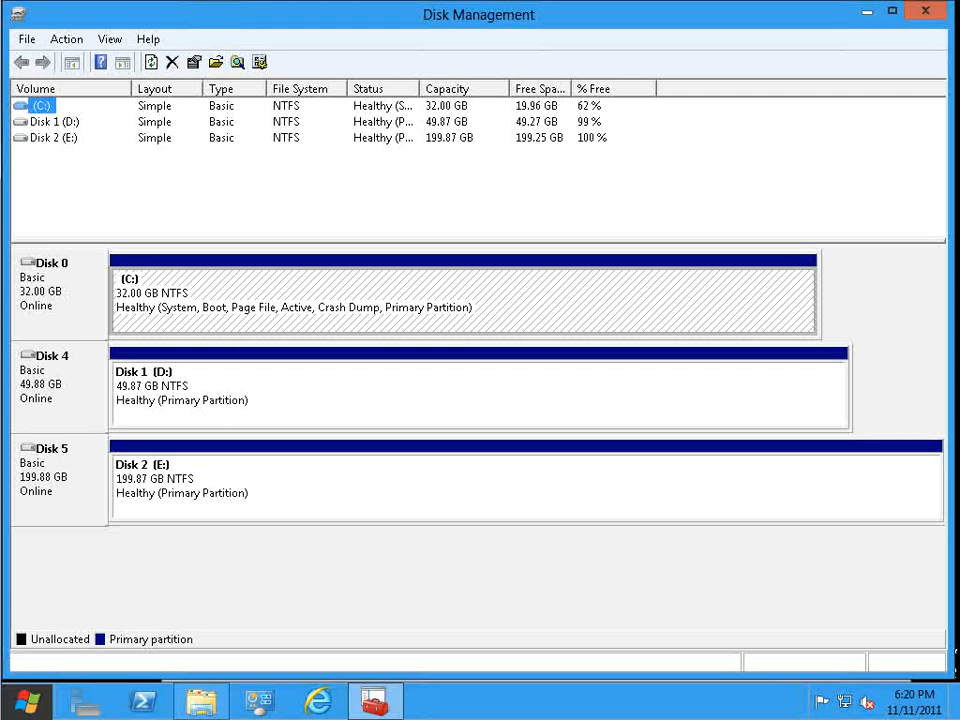 Disk Management
File Action View Help
Volume Layout Type File System Status Capacity Free Spa... % Free
(C:) Simple Basic NTFS Healthy (S... 32.00 GB 19.96 GB 62 %
Disk 1 (D:) Simple Basic NTFS Healthy (P... 49.87 GB 49.27 GB 99 %
Disk 2 (E:) Simple Basic NTFS Healthy (P... 199.87 GB 199.25 GB 100 %
Disk 0
Basic
32.00 GB
Online
(C:)
32.00 GB NTFS
Healthy (System, Boot, Page File, Active, Crash Dump, Primary Partition)
Disk 4
Basic
49.88 GB
Online
Disk 1 (D:)
49.87 GB NTFS
Healthy (Primary Partition)
Disk 5
Basic
199.88 GB
Online
Disk 2 (E:)
199.87 GB NTFS
Healthy (Primary Partition)
Unallocated Primary partition
6:20 PM
11/11/2011